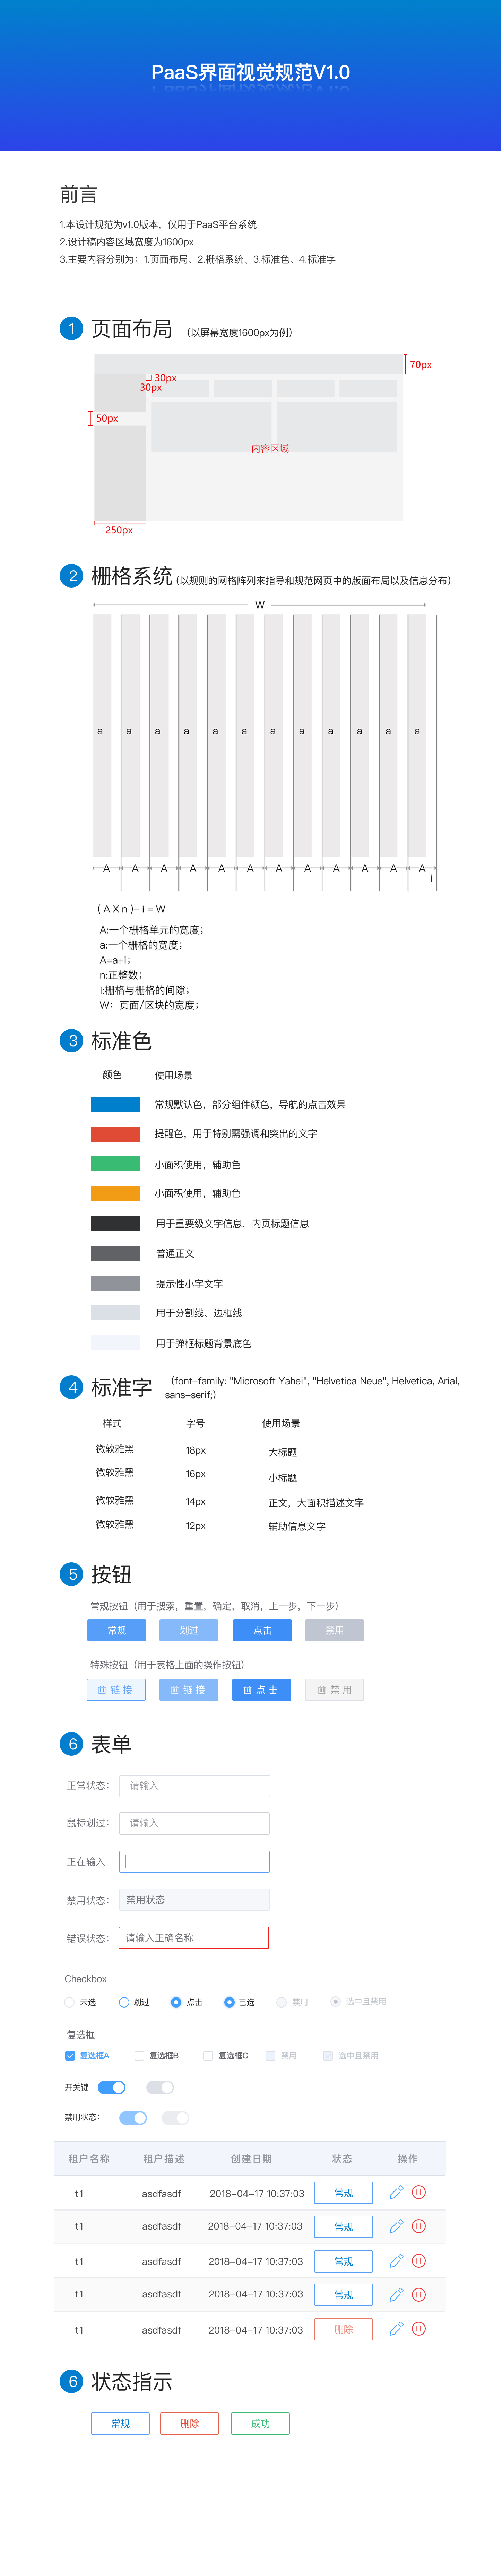 PaaS界面视觉规范V1.0
前言
1.本设计规范为v1.0版本，仅用于PaaS平台系统
2.设计稿内容区域宽度为1600px
3.主要内容分别为：1.页面布局、2.栅格系统、3.标准色、4.标准字
1 页面布局 （以屏幕宽度1600px为例）
70px
30px
30px
50px
内容区域
250px
2 栅格系统 (以规则的网格阵列来指导和规范网页中的版面布局以及信息分布)
W
a a a a a a a a a a a a
A A A A A A A A A A A A
i
( A X n )- i = W
A:一个栅格单元的宽度；
a:一个栅格的宽度；
A=a+i；
n:正整数；
i:栅格与栅格的间隙；
W：页面/区块的宽度；
3 标准色
颜色 使用场景
常规默认色，部分组件颜色，导航的点击效果
提醒色，用于特别需强调和突出的文字
小面积使用，辅助色
小面积使用，辅助色
用于重要级文字信息，内页标题信息
普通正文
提示性小字文字
用于分割线、边框线
用于弹框标题背景底色
4 标准字 （font-family: "Microsoft Yahei", "Helvetica Neue", Helvetica, Arial,
sans-serif;）
样式 字号 使用场景
微软雅黑 18px 大标题
微软雅黑 16px 小标题
微软雅黑 14px 正文，大面积描述文字
微软雅黑 12px 辅助信息文字
5 按钮
常规按钮（用于搜索，重置，确定，取消，上一步，下一步）
常规 划过 点击 禁用
特殊按钮（用于表格上面的操作按钮）
链 接 链 接 点 击 禁 用
6 表单
正常状态： 请输入
鼠标划过： 请输入
正在输入
禁用状态： 禁用状态
错误状态： 请输入正确名称
Checkbox
未选 划过 点击 已选 禁用 选中且禁用
复选框
复选框A 复选框B 复选框C 禁用 选中且禁用
开关键
禁用状态：
租户名称 租户描述 创建日期 状态 操作
t1 asdfasdf 2018-04-17 10:37:03 常规
t1 asdfasdf 2018-04-17 10:37:03 常规
t1 asdfasdf 2018-04-17 10:37:03 常规
t1 asdfasdf 2018-04-17 10:37:03 常规
t1 asdfasdf 2018-04-17 10:37:03 删除
6 状态指示
常规 删除 成功